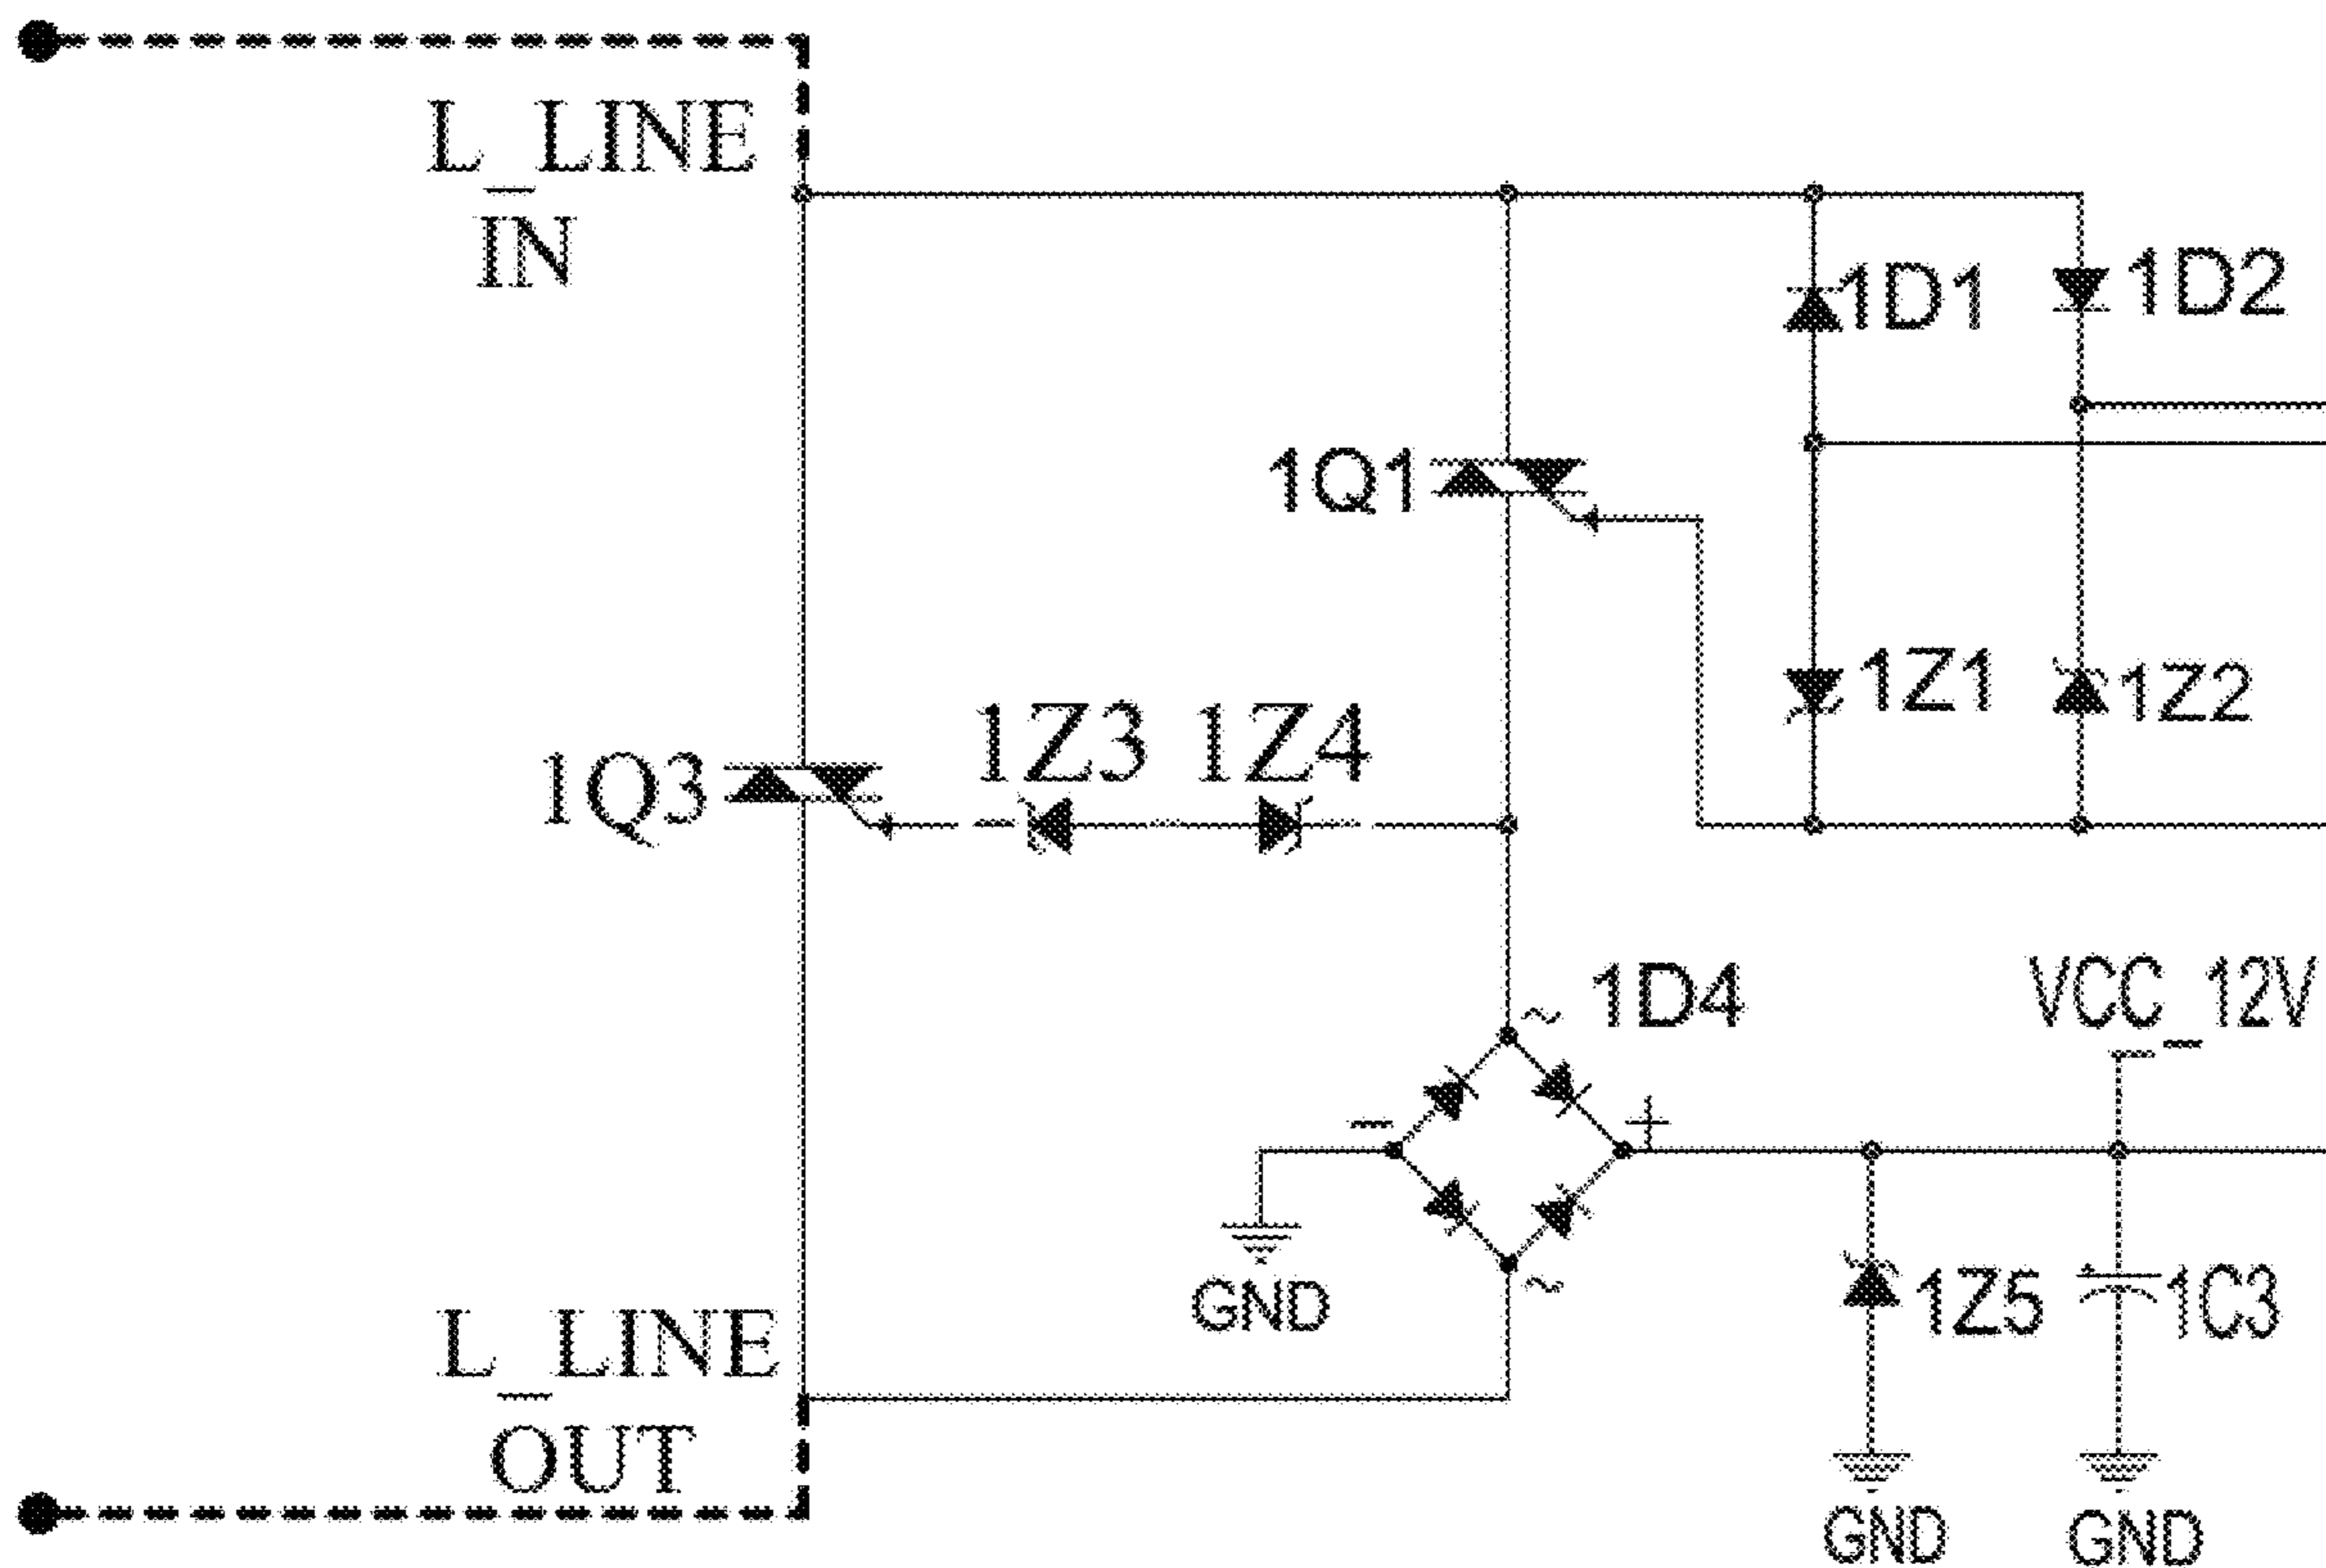 L_LINE
IN
1D1
1D2
1Q1
1Z1
1Z2
1Z3 1Z4
1Q3
1D4
VCC_12V
~
- +
GND
~
1Z5
+
1C3
L_LINE
OUT
GND
GND